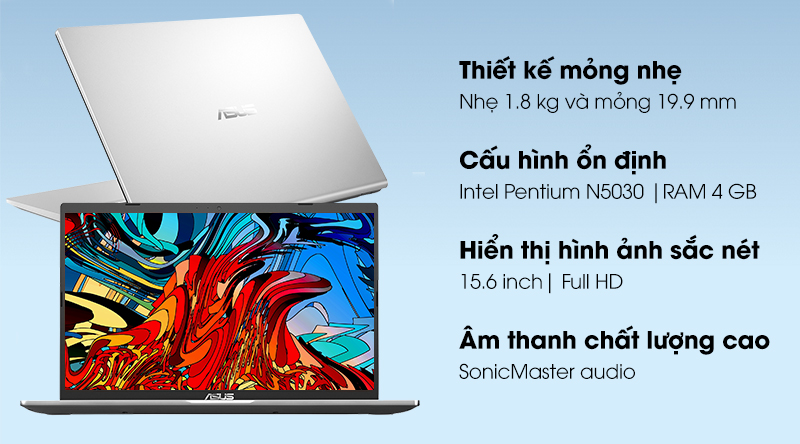 ASUS
ASUS
Thiết kế mỏng nhẹ
Nhẹ 1.8 kg và mỏng 19.9 mm
Cấu hình ổn định
Intel Pentium N5030 | RAM 4 GB
Hiển thị hình ảnh sắc nét
15.6 inch | Full HD
Âm thanh chất lượng cao
SonicMaster audio